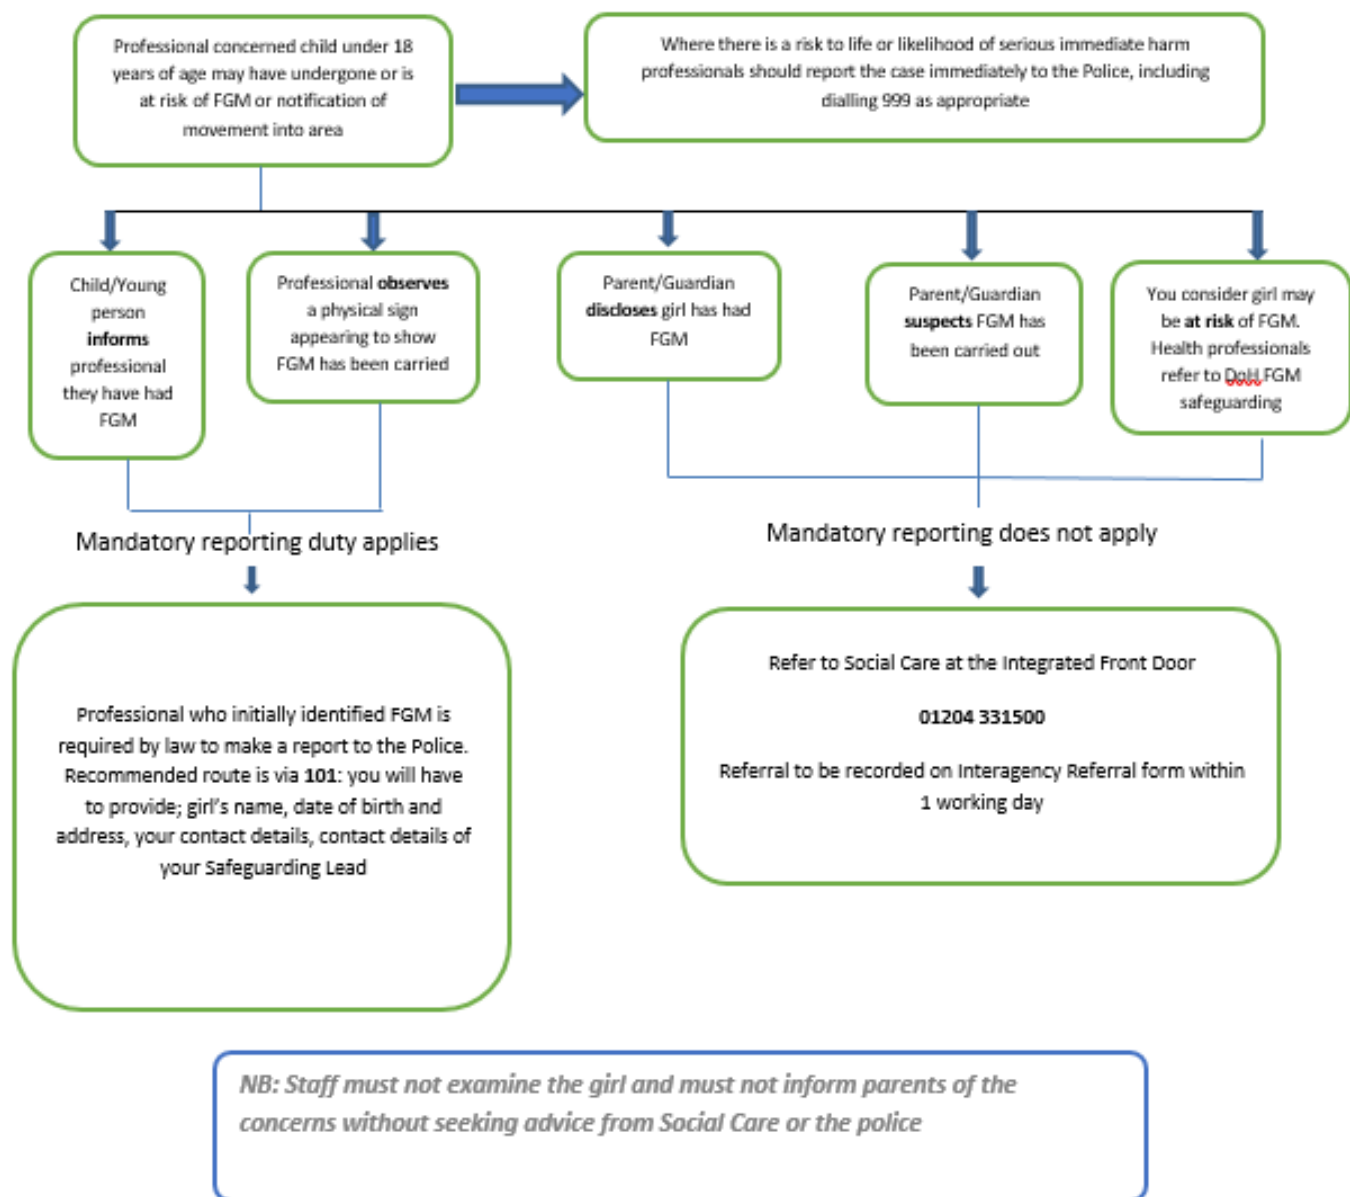 Professional concerned child under 18
years of age may have undergone or is
at risk of FGM or notification of
movement into area
Where there is a risk to life or likelihood of serious immediate harm
professionals should report the case immediately to the Police, including
dialling 999 as appropriate
Child/Young
person
informs
professional
they have had
FGM
Professional observes
a physical sign
appearing to show
FGM has been carried
Parent/Guardian
discloses girl has had
FGM
Parent/Guardian
suspects FGM has
been carried out
You consider girl may
be at risk of FGM.
Health professionals
refer to DoH FGM
safeguarding
Mandatory reporting duty applies
Mandatory reporting does not apply
Professional who initially identified FGM is
required by law to make a report to the Police.
Recommended route is via 101: you will have
to provide; girl's name, date of birth and
address, your contact details, contact details of
your Safeguarding Lead
Refer to Social Care at the Integrated Front Door
01204 331500
Referral to be recorded on Interagency Referral form within
1 working day
NB: Staff must not examine the girl and must not inform parents of the
concerns without seeking advice from Social Care or the police